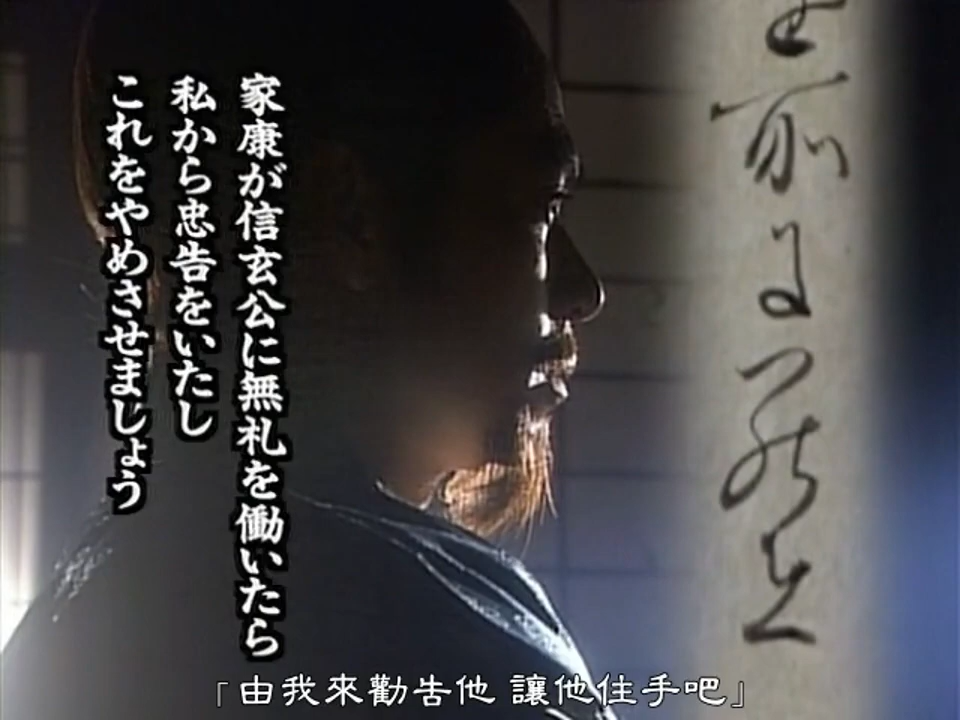 家康が信玄公に無礼を働いたら
私から忠告をいたし
これをやめさせましょう
「由我來勸告他 讓他住手吧」